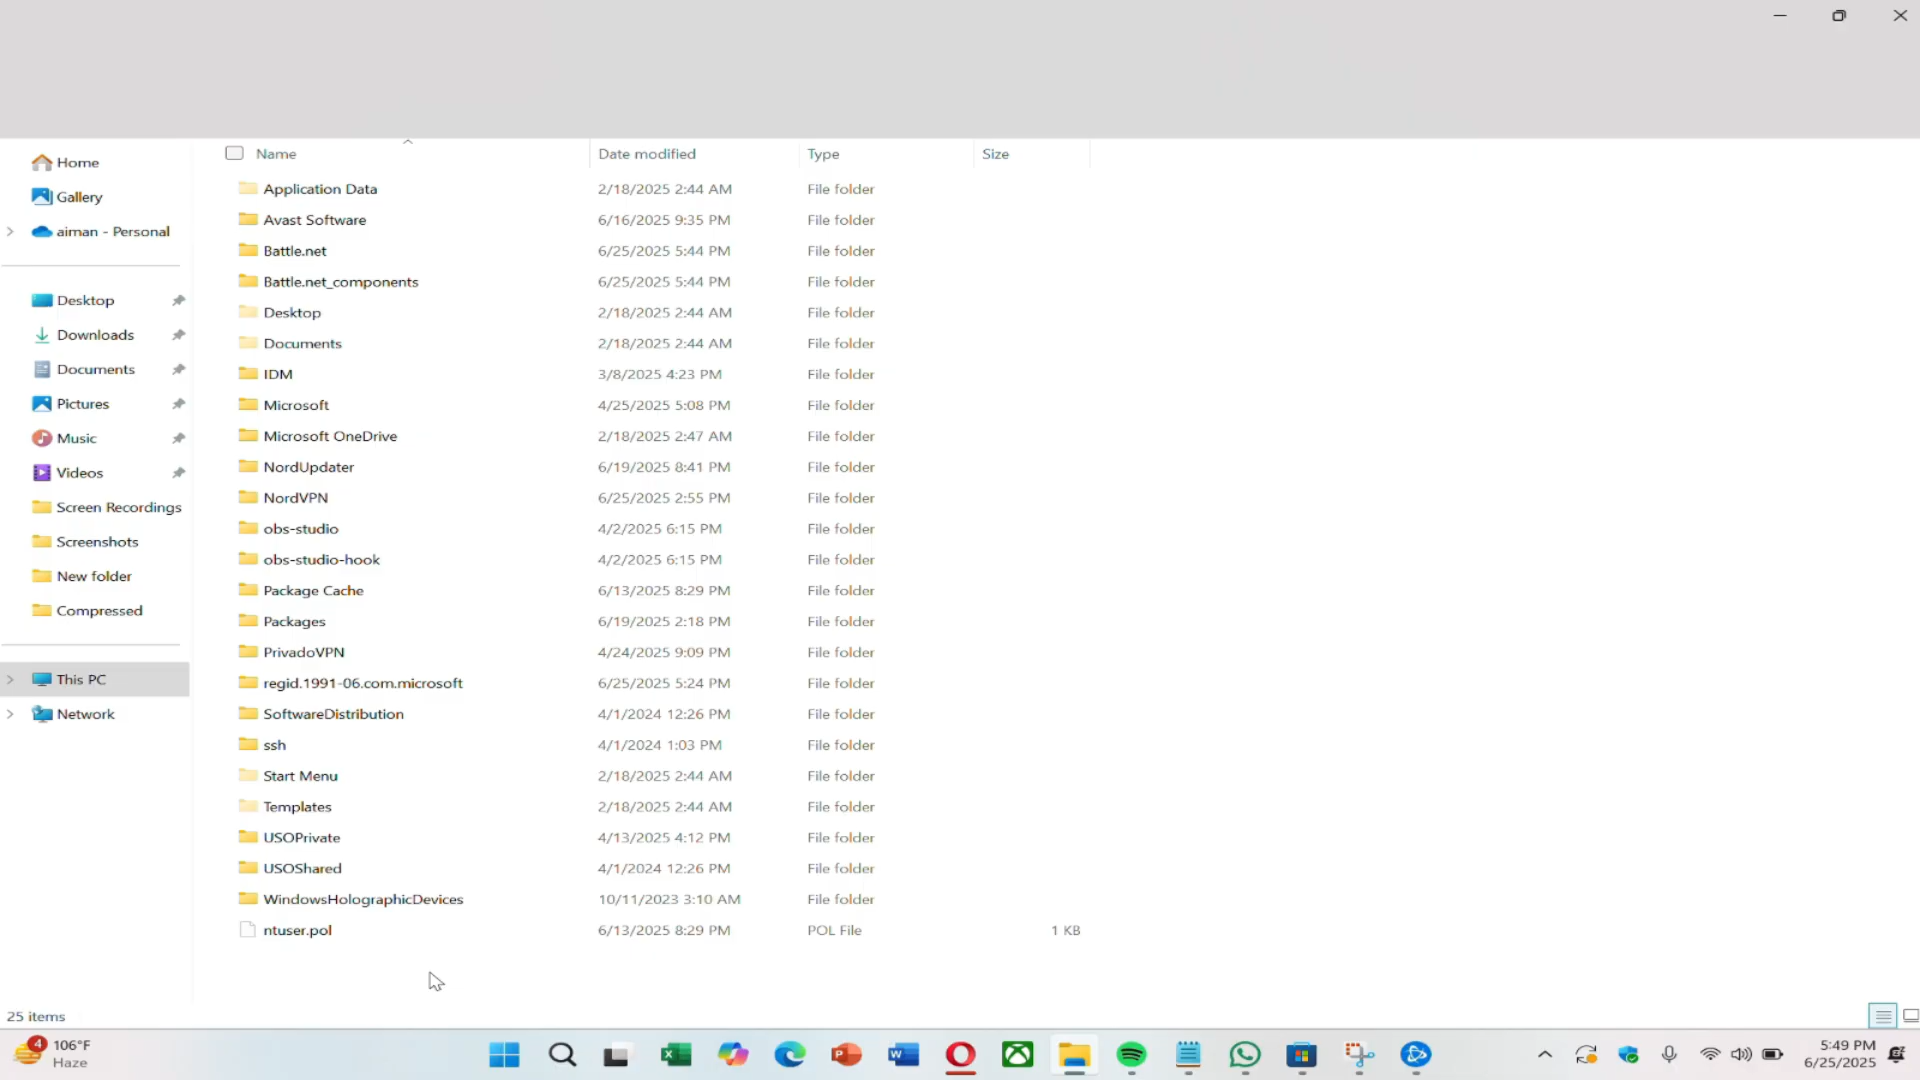 Home
Gallery
aiman - Personal
Desktop
Downloads
Documents
Pictures
Music
Videos
Screen Recordings
Screenshots
New folder
Compressed
This PC
Network
Name Date modified Type Size
Application Data 2/18/2025 2:44 AM File folder
Avast Software 6/16/2025 9:35 PM File folder
Battle.net 6/25/2025 5:44 PM File folder
Battle.net_components 6/25/2025 5:44 PM File folder
Desktop 2/18/2025 2:44 AM File folder
Documents 2/18/2025 2:44 AM File folder
IDM 3/8/2025 4:23 PM File folder
Microsoft 4/25/2025 5:08 PM File folder
Microsoft OneDrive 2/18/2025 2:47 AM File folder
NordUpdater 6/19/2025 8:41 PM File folder
NordVPN 6/25/2025 2:55 PM File folder
obs-studio 4/2/2025 6:15 PM File folder
obs-studio-hook 4/2/2025 6:15 PM File folder
Package Cache 6/13/2025 8:29 PM File folder
Packages 6/19/2025 2:18 PM File folder
PrivadoVPN 4/24/2025 9:09 PM File folder
regid.1991-06.com.microsoft 6/25/2025 5:24 PM File folder
SoftwareDistribution 4/1/2024 12:26 PM File folder
ssh 4/1/2024 1:03 PM File folder
Start Menu 2/18/2025 2:44 AM File folder
Templates 2/18/2025 2:44 AM File folder
USOPrivate 4/13/2025 4:12 PM File folder
USOShared 4/1/2024 12:26 PM File folder
WindowsHolographicDevices 10/11/2023 3:10 AM File folder
ntuser.pol 6/13/2025 8:29 PM POL File 1 KB
25 items
4 106°F
Haze
5:49 PM
6/25/2025